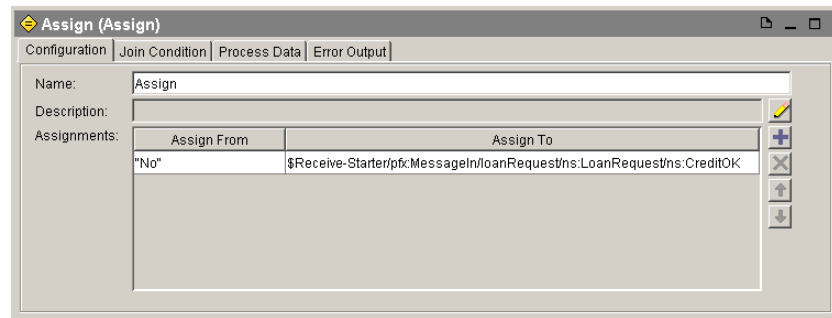 Assign (Assign)
Configuration Join Condition Process Data Error Output
Name: Assign
Description:
Assignments: Assign From Assign To
"No" $Receive-Starter/pfx:MessageIn/loanRequest/ns:LoanRequest/ns:CreditOK